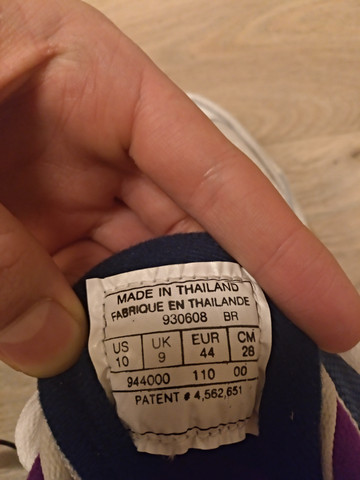 MADE IN THAILAND
FABRIQUE EN THAILANDE
930608 BR
US UK EUR CM
10 9 44 28
944000 110 00
PATENT # 4,562,651